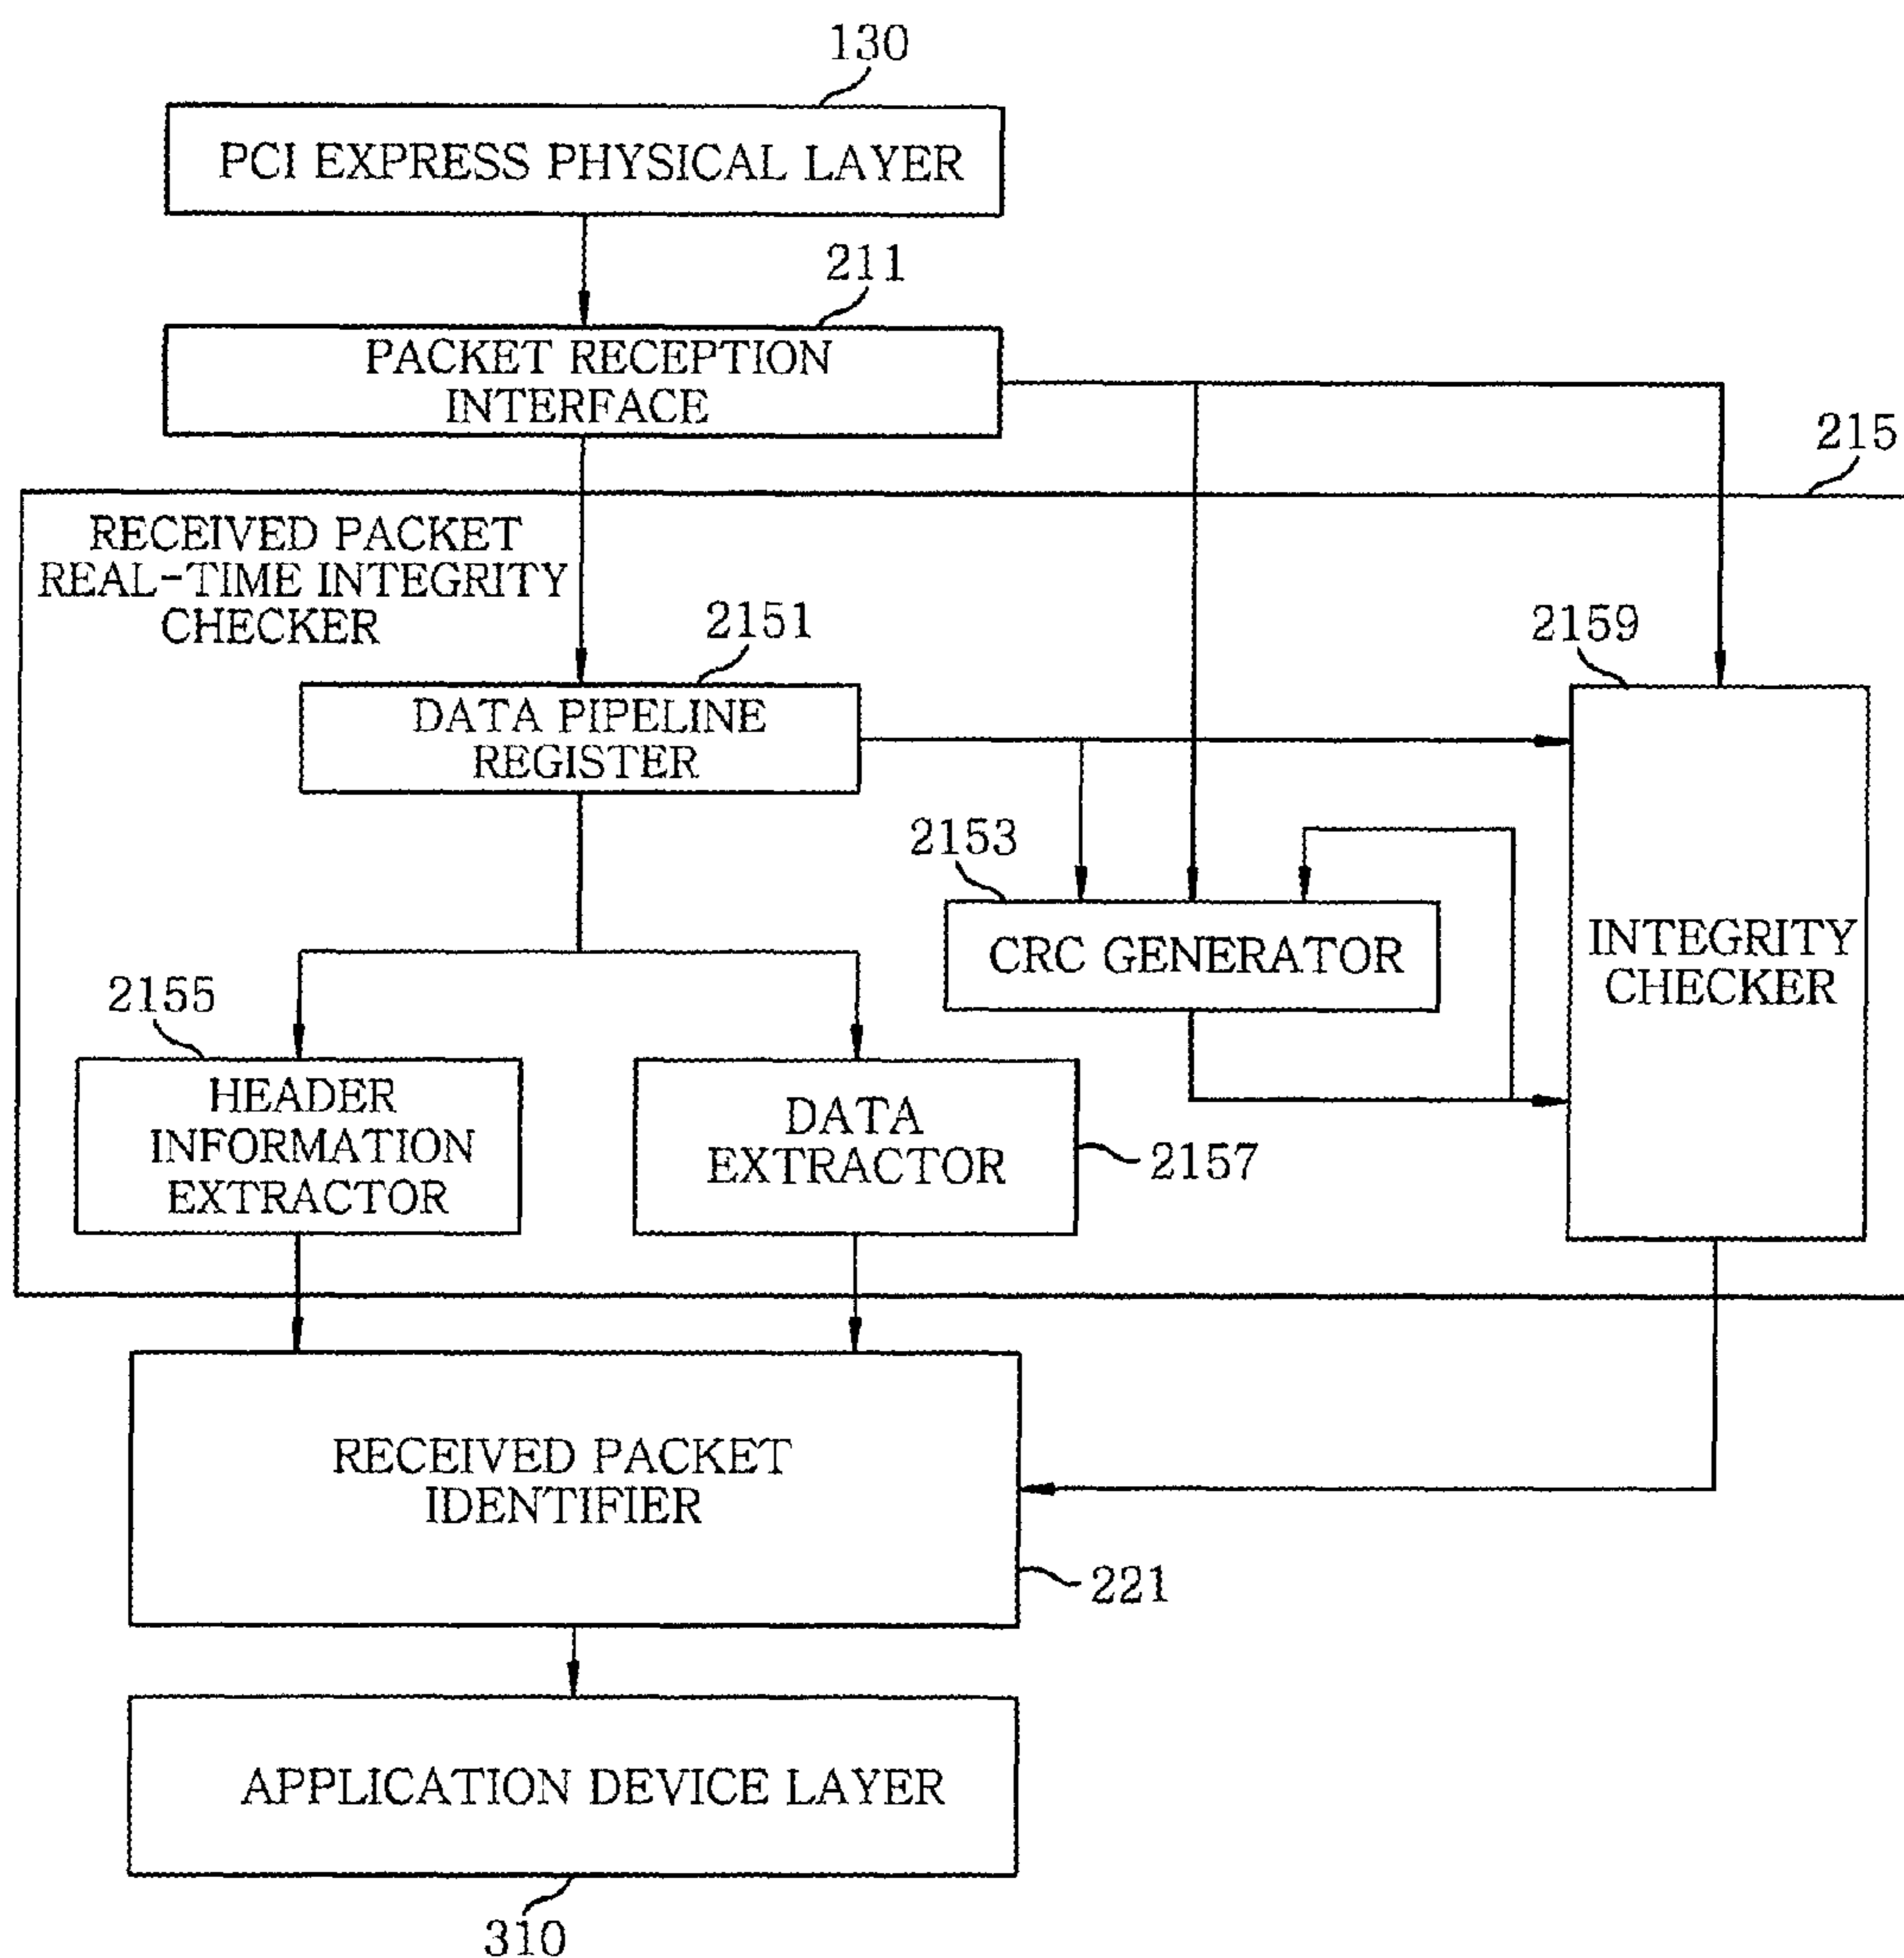 130
PCI EXPRESS PHYSICAL LAYER
211
PACKET RECEPTION
INTERFACE
215
RECEIVED PACKET
REAL-TIME INTEGRITY
CHECKER
2151
2159
DATA PIPELINE
REGISTER
2153
CRC GENERATOR
INTEGRITY
CHECKER
2155
HEADER
INFORMATION
EXTRACTOR
DATA
EXTRACTOR
2157
RECEIVED PACKET
IDENTIFIER
221
APPLICATION DEVICE LAYER
310